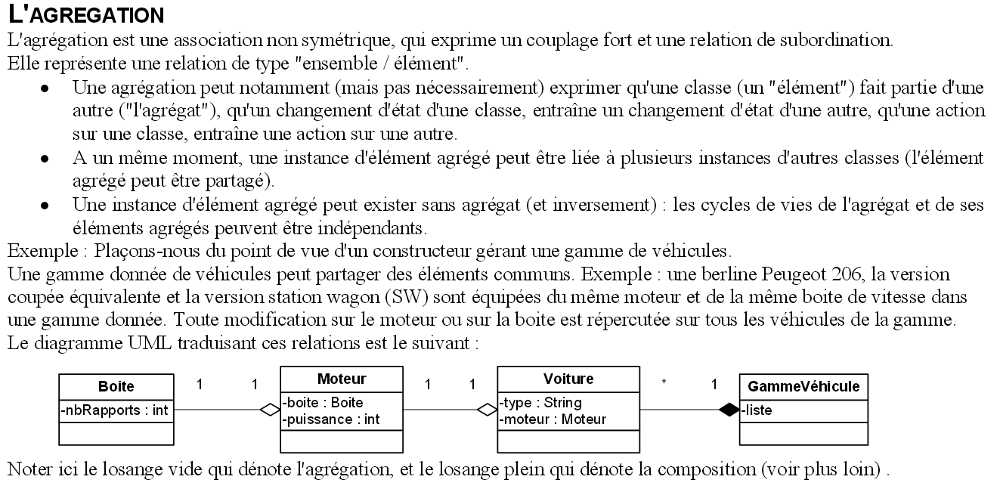 L'AGREGATION
L'agrégation est une association non symétrique, qui exprime un couplage fort et une relation de subordination.
Elle représente une relation de type "ensemble / élément".
● Une agrégation peut notamment (mais pas nécessairement) exprimer qu'une classe (un "élément") fait partie d'une
autre ("l'agrégat"), qu'un changement d'état d'une classe, entraîne un changement d'état d'une autre, qu'une action
sur une classe, entraîne une action sur une autre.
● A un même moment, une instance d'élément agrégé peut être liée à plusieurs instances d'autres classes (l'élément
agrégé peut être partagé).
● Une instance d'élément agrégé peut exister sans agrégat (et inversement) : les cycles de vies de l'agrégat et de ses
éléments agrégés peuvent être indépendants.
Exemple : Plaçons-nous du point de vue d'un constructeur gérant une gamme de véhicules.
Une gamme donnée de véhicules peut partager des éléments communs. Exemple : une berline Peugeot 206, la version
coupée équivalente et la version station wagon (SW) sont équipées du même moteur et de la même boite de vitesse dans
une gamme donnée. Toute modification sur le moteur ou sur la boite est répercutée sur tous les véhicules de la gamme.
Le diagramme UML traduisant ces relations est le suivant :
Boite
-nbRapports : int
1 1
Moteur
-boite : Boite
-puissance : int
1 1
Voiture
-type : String
-moteur : Moteur
* 1
GammeVéhicule
-liste
Noter ici le losange vide qui dénote l'agrégation, et le losange plein qui dénote la composition (voir plus loin) .